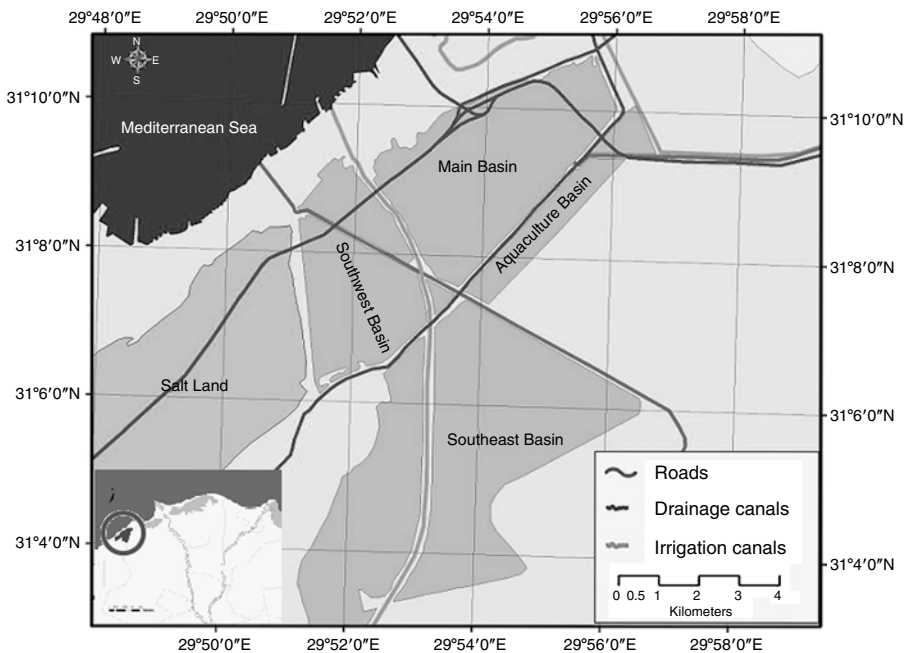 29°48′0″E 29°50′0″E 29°52′0″E 29°54′0″E 29°56′0″E 29°58′0″E
N
W E
S
31°10′0″N
31°10′0″N
Mediterranean Sea
Main Basin
Aquaculture Basin
31°8′0″N
31°8′0″N
Southwest Basin
Salt Land
31°6′0″N
31°6′0″N
Southeast Basin
Roads
Drainage canals
Irrigation canals
0 0.5 1 2 3 4
Kilometers
31°4′0″N
31°4′0″N
29°50′0″E 29°52′0″E 29°54′0″E 29°56′0″E 29°58′0″E